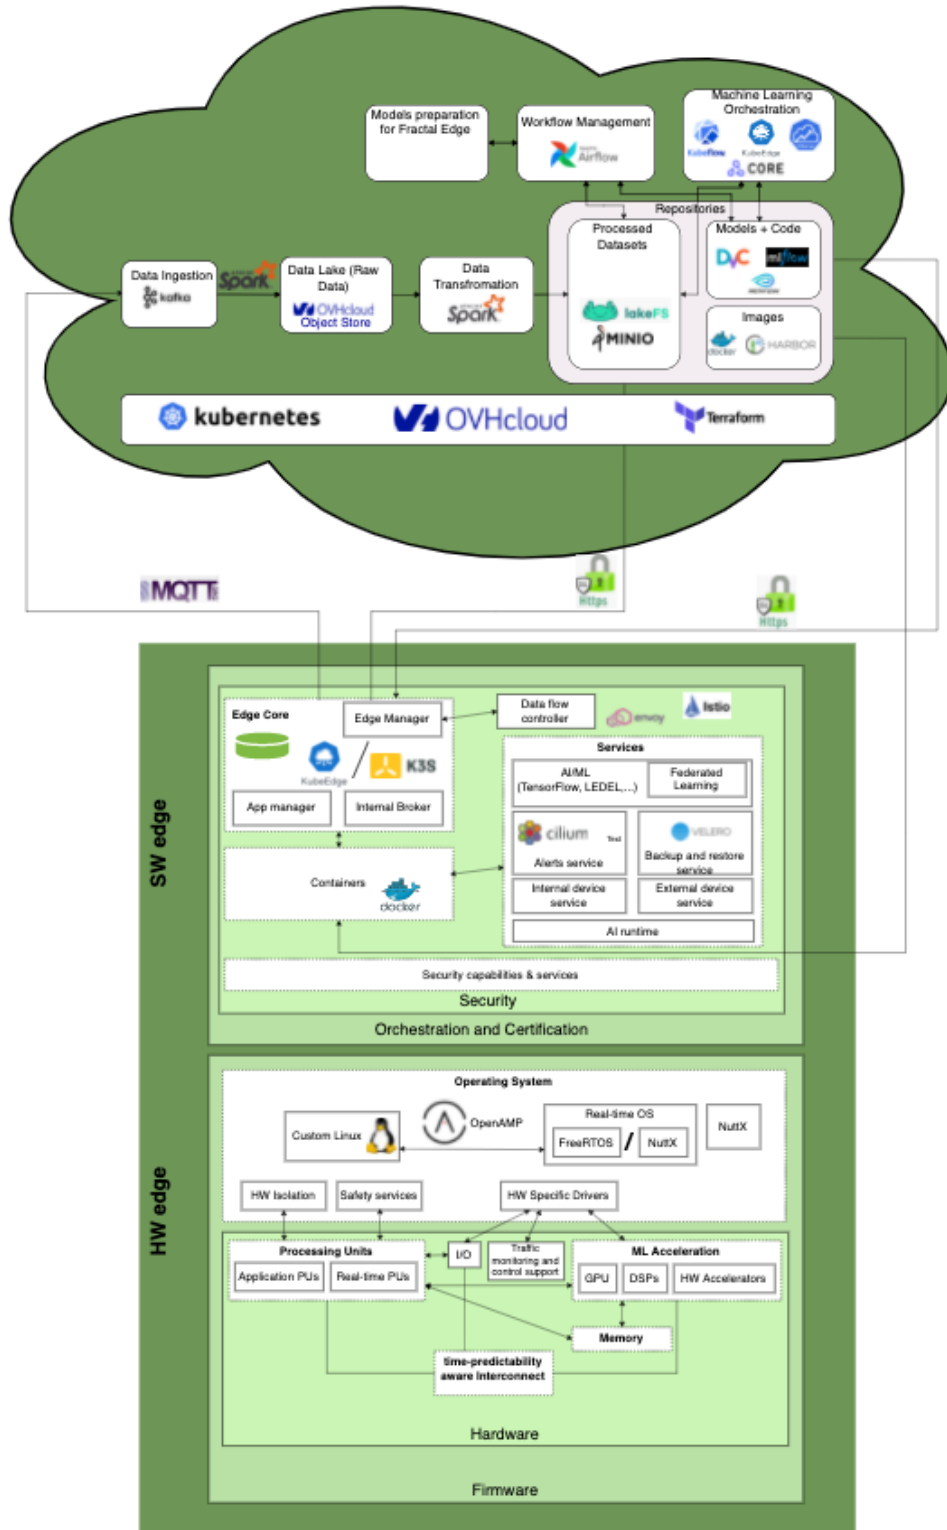 Models preparation
for Fractal Edge
Workflow Management
Airflow
Machine Learning
Orchestration
Kubeflow
KubeEdge
CORE
Repositories
Processed
Datasets
lakeFS
MINIO
Models + Code
DVC
mlflow
Images
docker
HARBOR
Data Ingestion
kafka
Spark
Data Lake (Raw
Data)
OVHcloud
Object Store
Data
Transfromation
Spark
kubernetes
OVHcloud
Terraform
MQTT
Https
Https
SW edge
Edge Core
Edge Manager
KubeEdge
/
K3S
App manager
Internal Broker
Data flow
controller
envoy
Istio
Services
AI/ML
(TensorFlow, LEDEL,...)
Federated
Learning
cilium
Text
Alerts service
VELERO
Backup and restore
service
Internal device
service
External device
service
AI runtime
Containers
docker
Security capabilities & services
Security
Orchestration and Certification
HW edge
Operating System
Custom Linux
OpenAMP
Real-time OS
FreeRTOS
/
NuttX
NuttX
HW Isolation
Safety services
HW Specific Drivers
Processing Units
Application PUs
Real-time PUs
I/O
Traffic
monitoring and
control support
ML Acceleration
GPU
DSPs
HW Accelerators
Memory
time-predictability
aware Interconnect
Hardware
Firmware